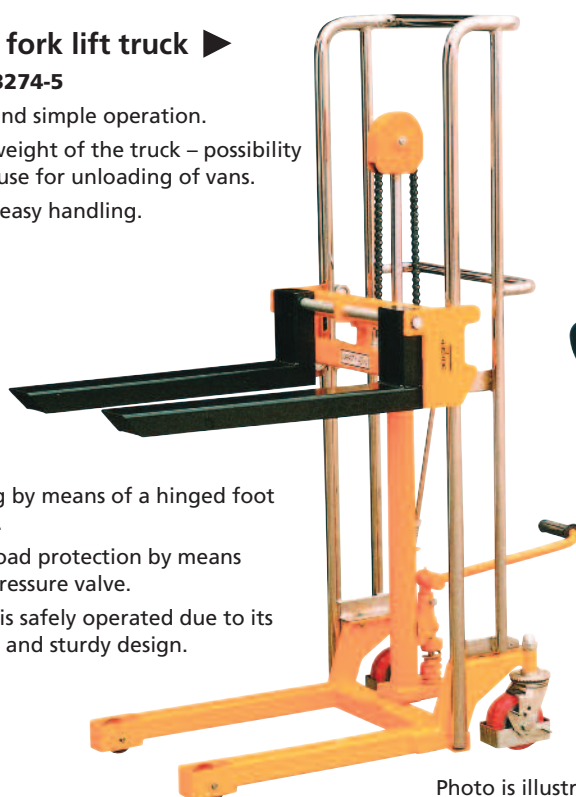 fork lift truck ▶
3274-5
nd simple operation.
weight of the truck – possibility
use for unloading of vans.
easy handling.
g by means of a hinged foot
oad protection by means
ressure valve.
is safely operated due to its
and sturdy design.
Photo is illustr